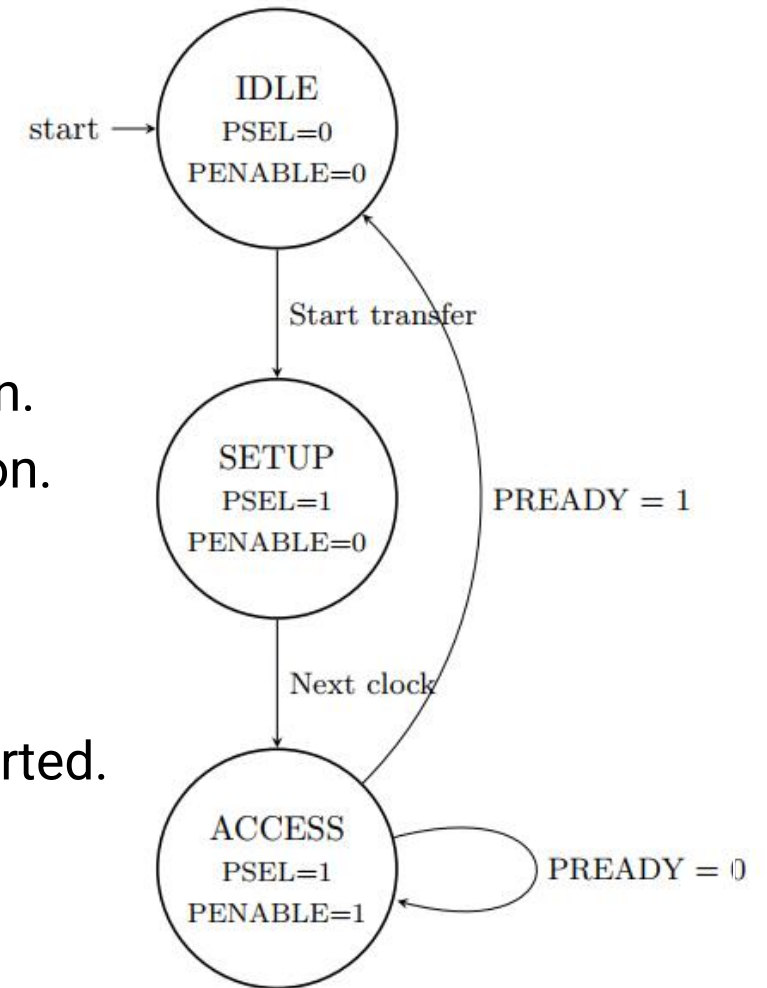 IDLE
PSEL=0
start
PENABLE=0
Start transfer
n.
on.
SETUP
PSEL=1
PREADY = 1
PENABLE=0
Next clock
rted.
ACCESS
PSEL=1
PREADY = 0
PENABLE=1